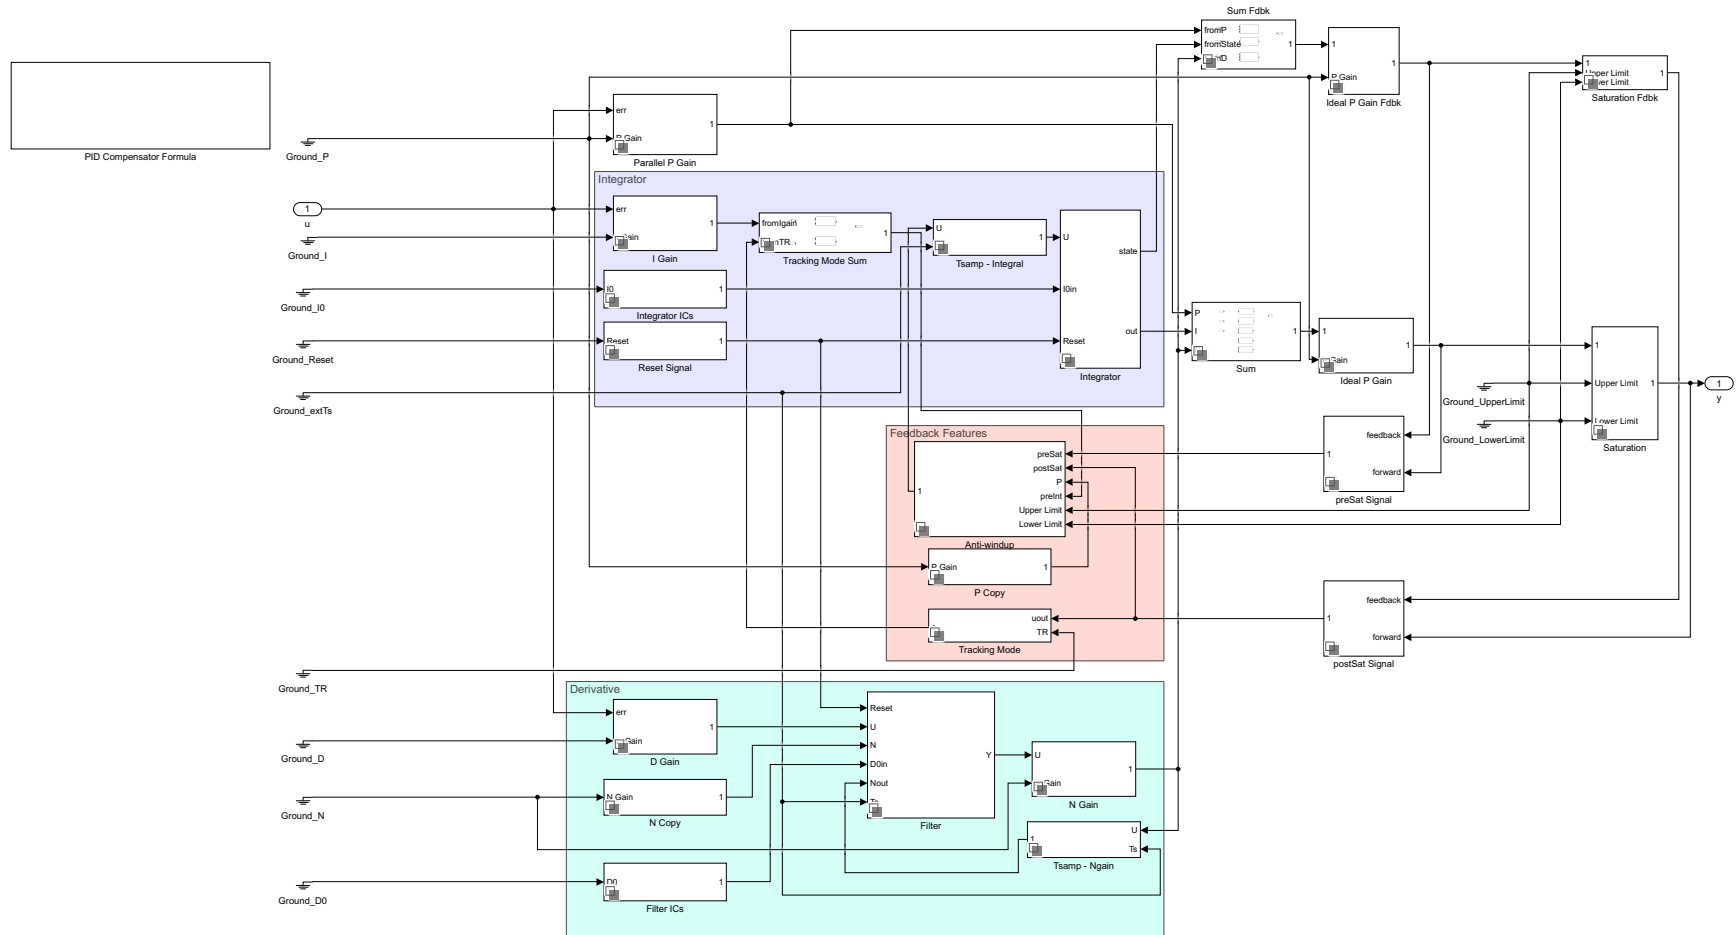 Sum Fdbk
fromP
fromState
1
1
1
P Gain
Ideal P Gain Fdbk
1
Upper Limit
1
Saturation Fdbk
PID Compensator Formula
Ground_P
err
P Gain
1
Parallel P Gain
Integrator
1
u
Ground_I
err
Gain
1
I Gain
fromIgain
1
Tracking Mode Sum
U
1
Tsamp - Integral
U
state
I0in
out
Reset
Integrator
Ground_I0
I0
1
Integrator ICs
Ground_Reset
Reset
1
Reset Signal
Ground_extTs
P
I
1
Sum
1
Gain
1
Ideal P Gain
1
Upper Limit
Lower Limit
1
Saturation
Ground_UpperLimit
Ground_LowerLimit
1
y
Feedback Features
preSat
postSat
P
preInt
Upper Limit
Lower Limit
1
Anti-windup
feedback
forward
1
preSat Signal
P Gain
1
P Copy
uout
TR
Tracking Mode
feedback
forward
1
postSat Signal
Ground_TR
Derivative
Ground_D
err
Gain
1
D Gain
Reset
U
N
D0in
Nout
Ts
Y
Filter
U
Gain
1
N Gain
Ground_N
N Gain
1
N Copy
U
Ts
1
Tsamp - Ngain
Ground_D0
D0
1
Filter ICs